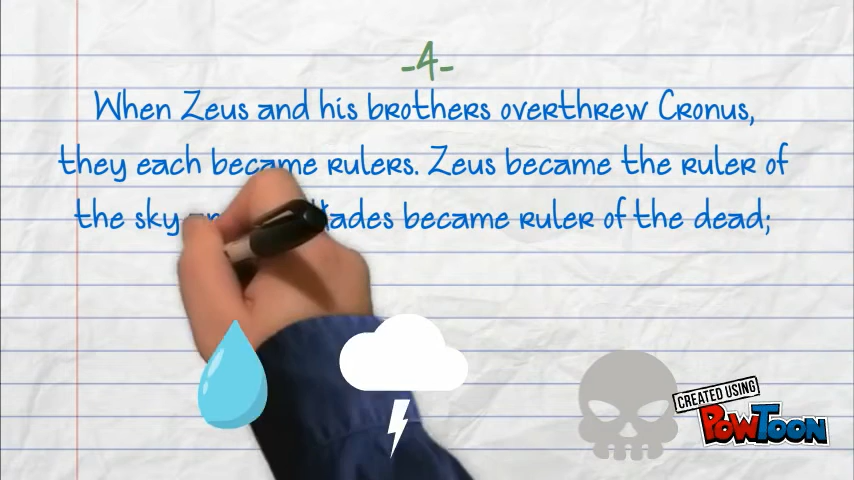 -4-
When Zeus and his brothers overthrew Cronus,
they each became rulers. Zeus became the ruler of
the sky Hades became ruler of the dead;
CREATED USING
POWTOON